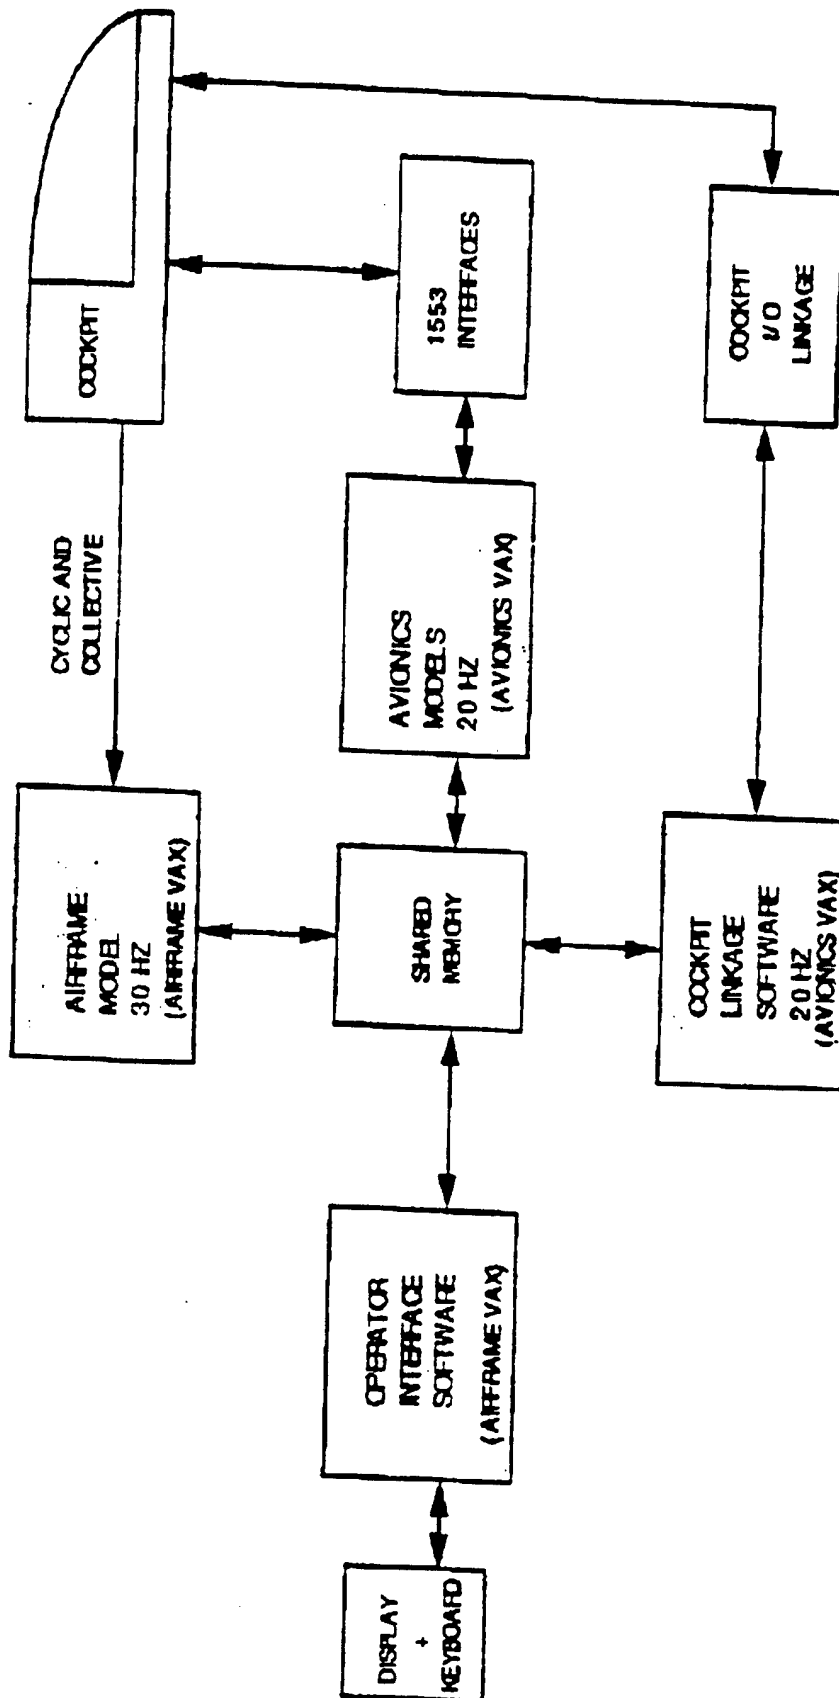 COCKPIT
CYCLIC AND
COLLECTIVE
AIRFRAME
MODEL
30 HZ
(AIRFRAME VAX)
1553
INTERFACES
AVIONICS
MODELS
20 HZ
(AVIONICS VAX)
SHARED
MEMORY
OPERATOR
INTERFACE
SOFTWARE
(AIRFRAME VAX)
DISPLAY
+
KEYBOARD
COCKPIT
I/O
LINKAGE
COCKPIT
LINKAGE
SOFTWARE
20 HZ
(AVIONICS VAX)